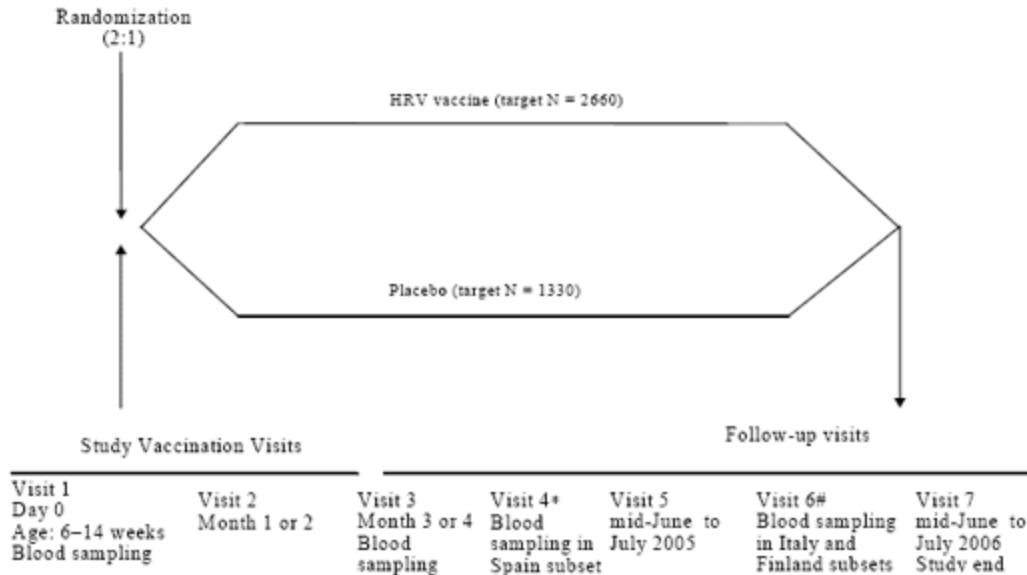 Randomization
(2:1)
HRV vaccine (target N = 2660)
Placebo (target N = 1330)
Study Vaccination Visits
Follow-up visits
Visit 1
Day 0
Age: 6–14 weeks
Blood sampling
Visit 2
Month 1 or 2
Visit 3
Month 3 or 4
Blood
sampling
Visit 4*
Blood
sampling in
Spain subset
Visit 5
mid-June to
July 2005
Visit 6#
Blood sampling
in Italy and
Finland subsets
Visit 7
mid-June to
July 2006
Study end